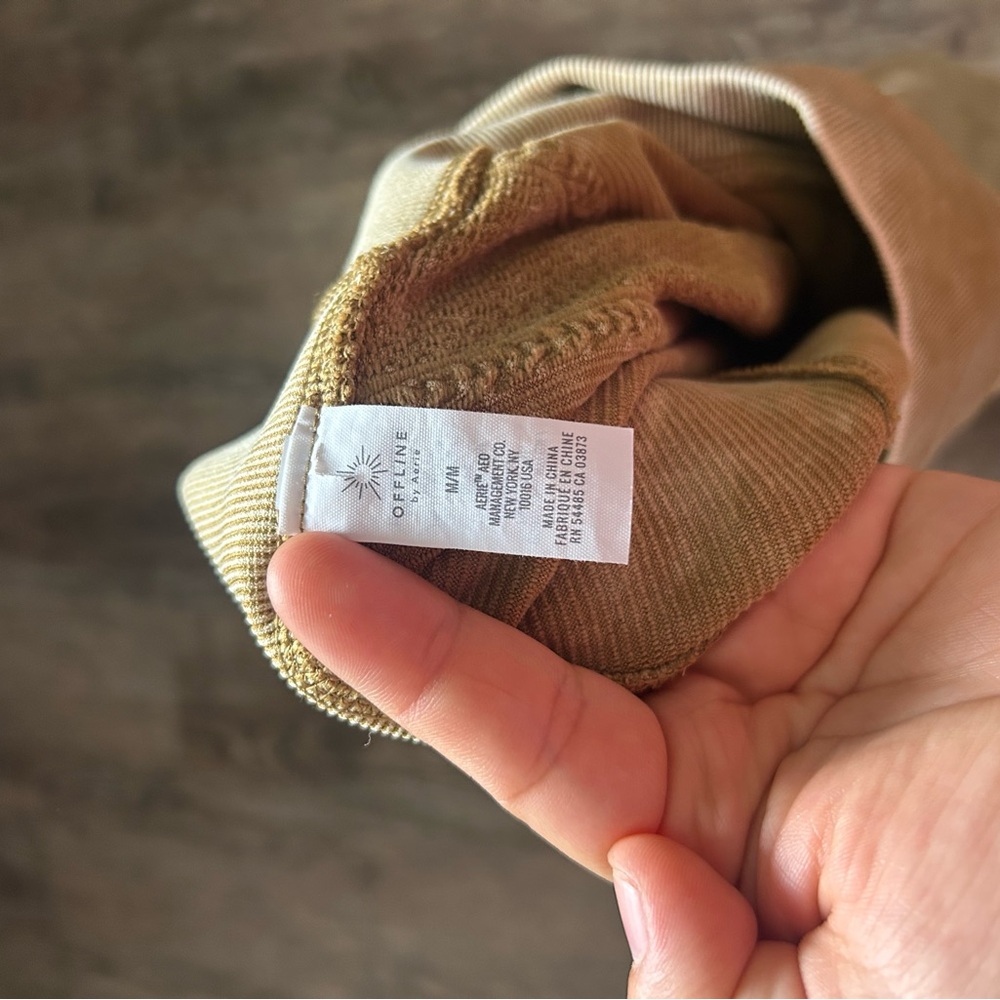 OFFLINE
by Aerie
M/M
AERIE™ AEO
MANAGEMENT CO.
NEW YORK, NY
10016 USA
MADE IN CHINA
FABRIQUÉ EN CHINE
RN 54485 CA 03873